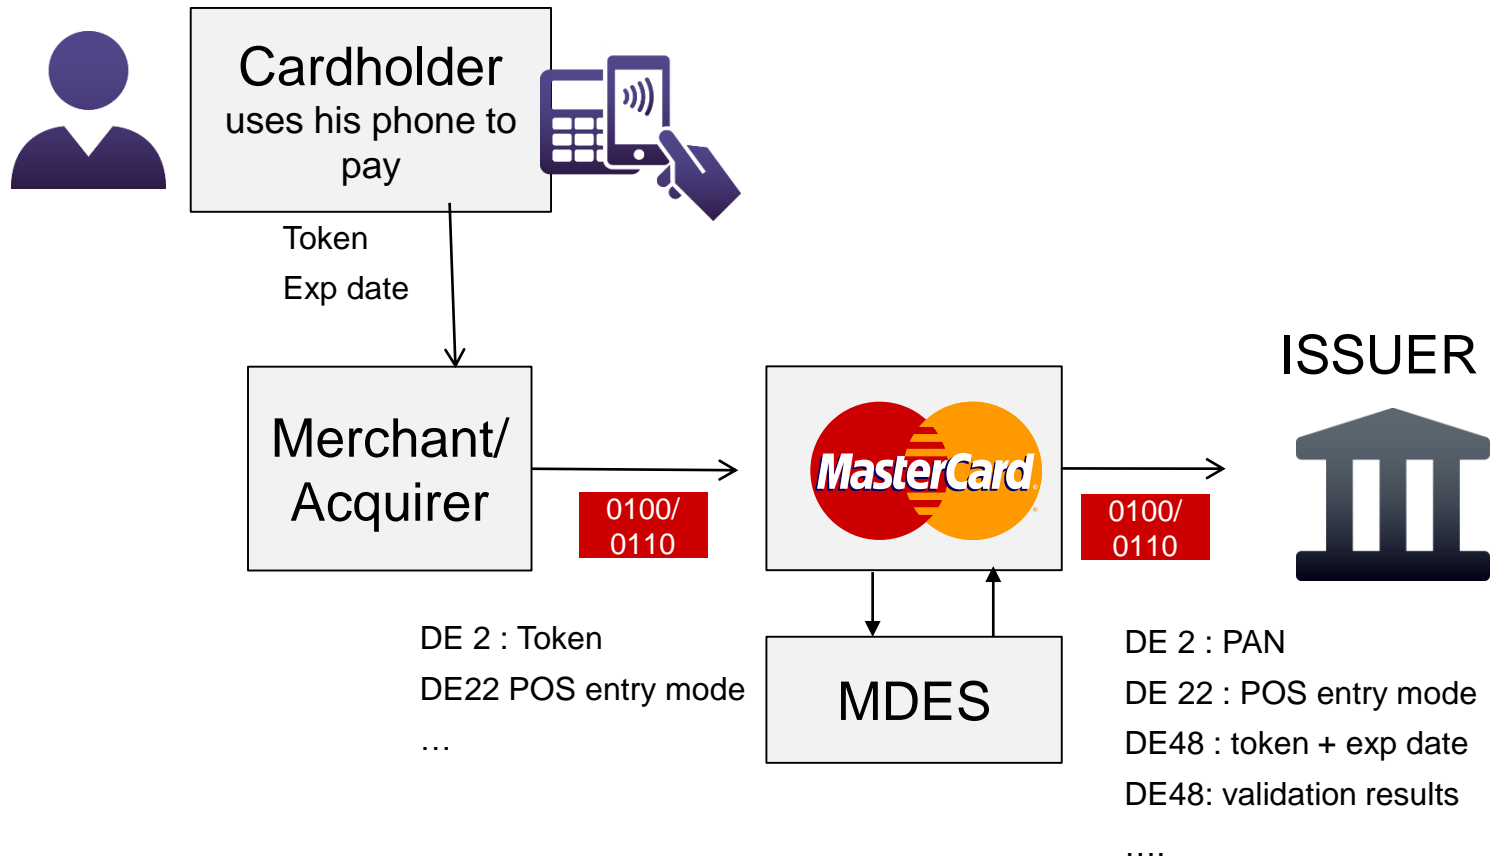 Cardholder
uses his phone to
pay
Token
Exp date
ISSUER
Merchant/
Acquirer
MasterCard
0100/
0110
0100/
0110
DE 2 : Token
DE22 POS entry mode
…
MDES
DE 2 : PAN
DE 22 : POS entry mode
DE48 : token + exp date
DE48: validation results
….